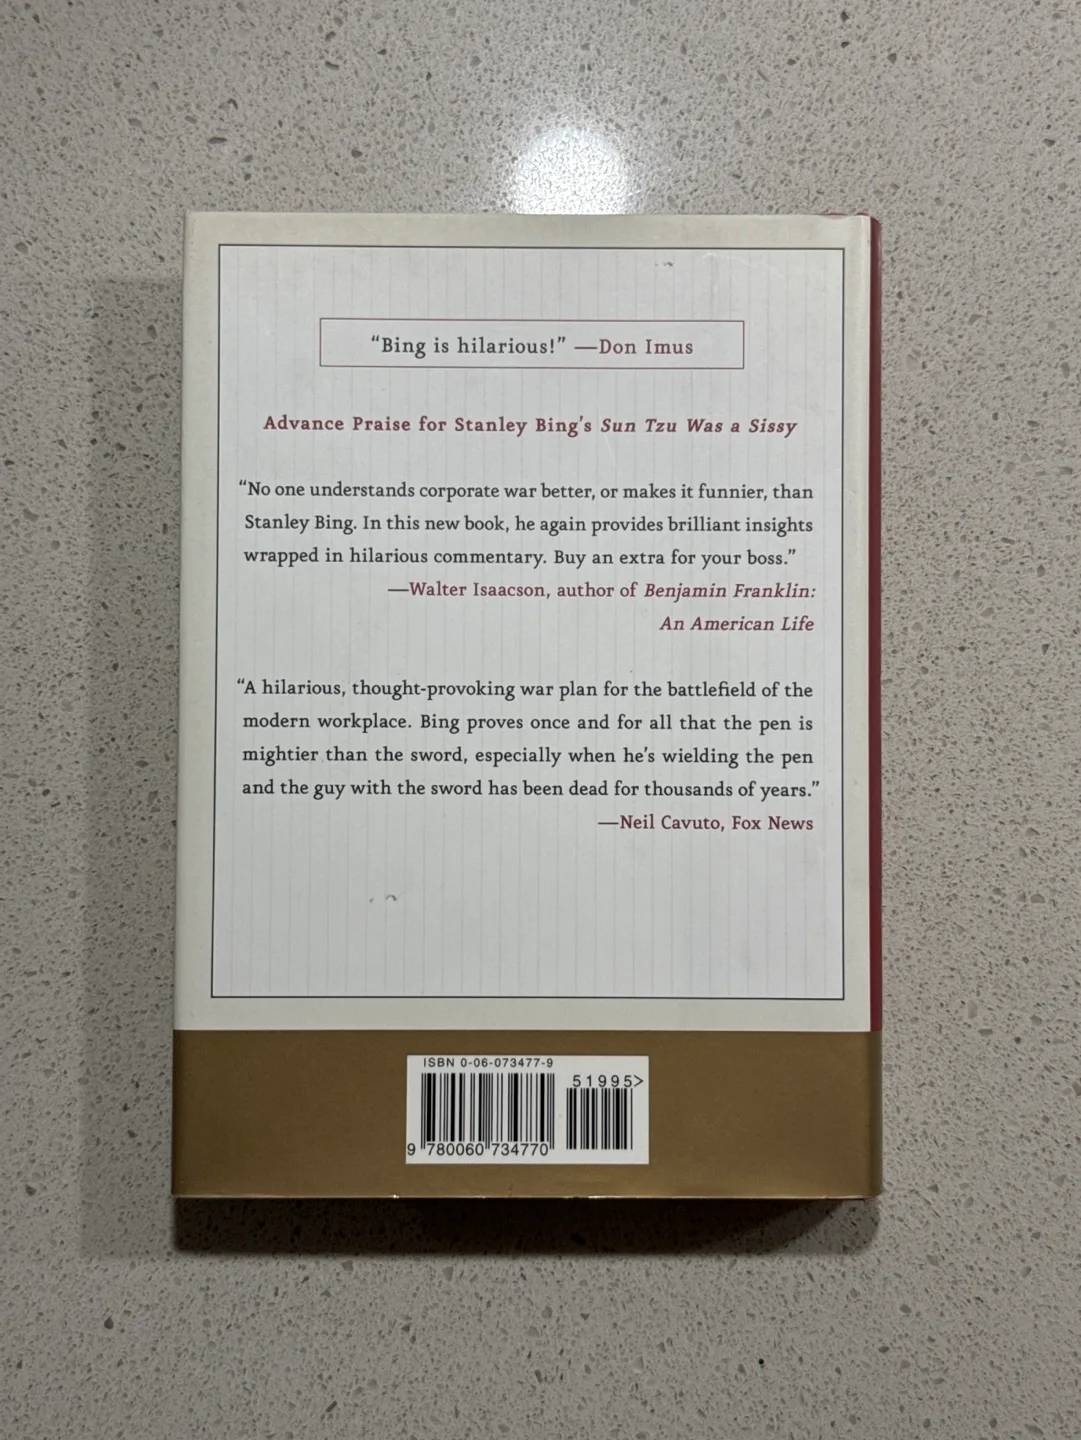 “Bing is hilarious!” —Don Imus
Advance Praise for Stanley Bing's Sun Tzu Was a Sissy
“No one understands corporate war better, or makes it funnier, than
Stanley Bing. In this new book, he again provides brilliant insights
wrapped in hilarious commentary. Buy an extra for your boss.”
—Walter Isaacson, author of Benjamin Franklin:
An American Life
“A hilarious, thought-provoking war plan for the battlefield of the
modern workplace. Bing proves once and for all that the pen is
mightier than the sword, especially when he's wielding the pen
and the guy with the sword has been dead for thousands of years.”
—Neil Cavuto, Fox News
ISBN 0-06-073477-9
51995>
9 780060 734770